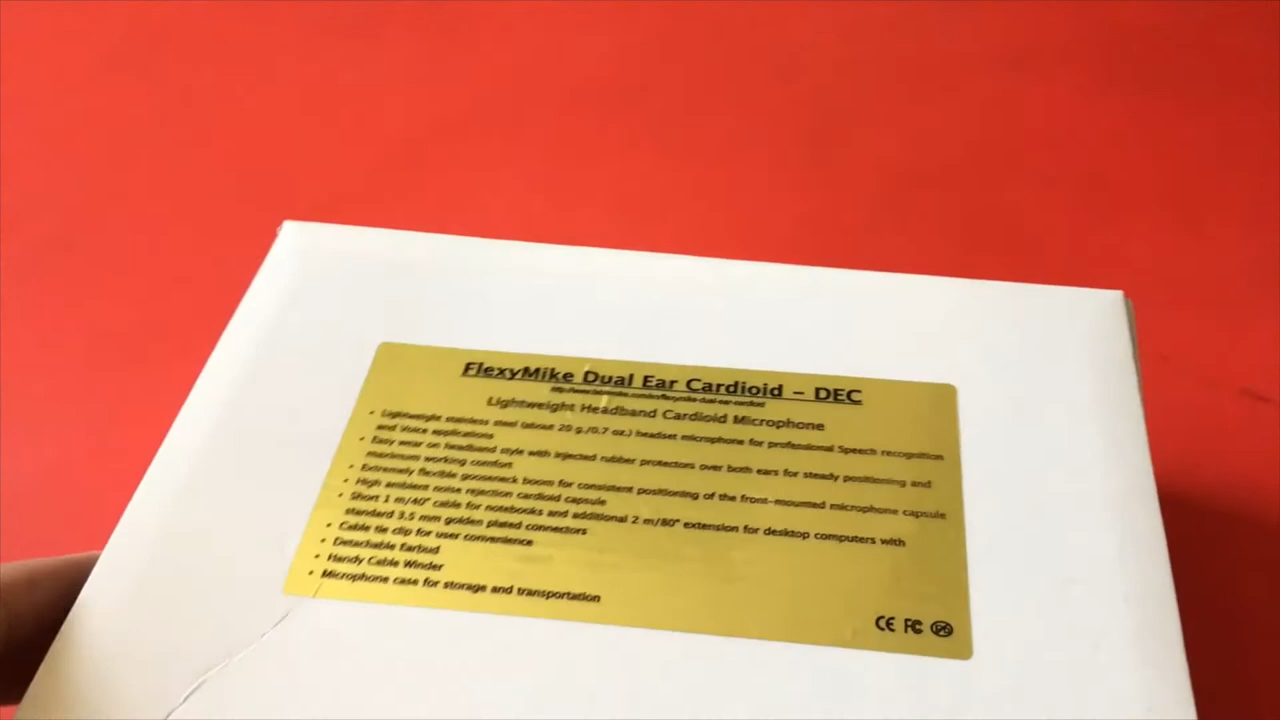 FlexyMike Dual Ear Cardioid - DEC
Lightweight Headband Cardioid Microphone
• Lightweight stainless steel (about 20 g./0.7 oz.) headset microphone for professional Speech recognition
and Voice applications
• Easy wear on headband style with injected rubber protectors over both ears for steady positioning and
maximum working comfort
• Extremely flexible gooseneck boom for consistent positioning of the front-mounted microphone capsule
• High ambient noise rejection cardioid capsule
• Short 1 m/40" cable for notebooks and additional 2 m/80" extension for desktop computers with
standard 3.5 mm golden plated connectors
• Cable tie clip for user convenience
• Detachable Earbud
• Handy Cable Winder
• Microphone case for storage and transportation
CE FC